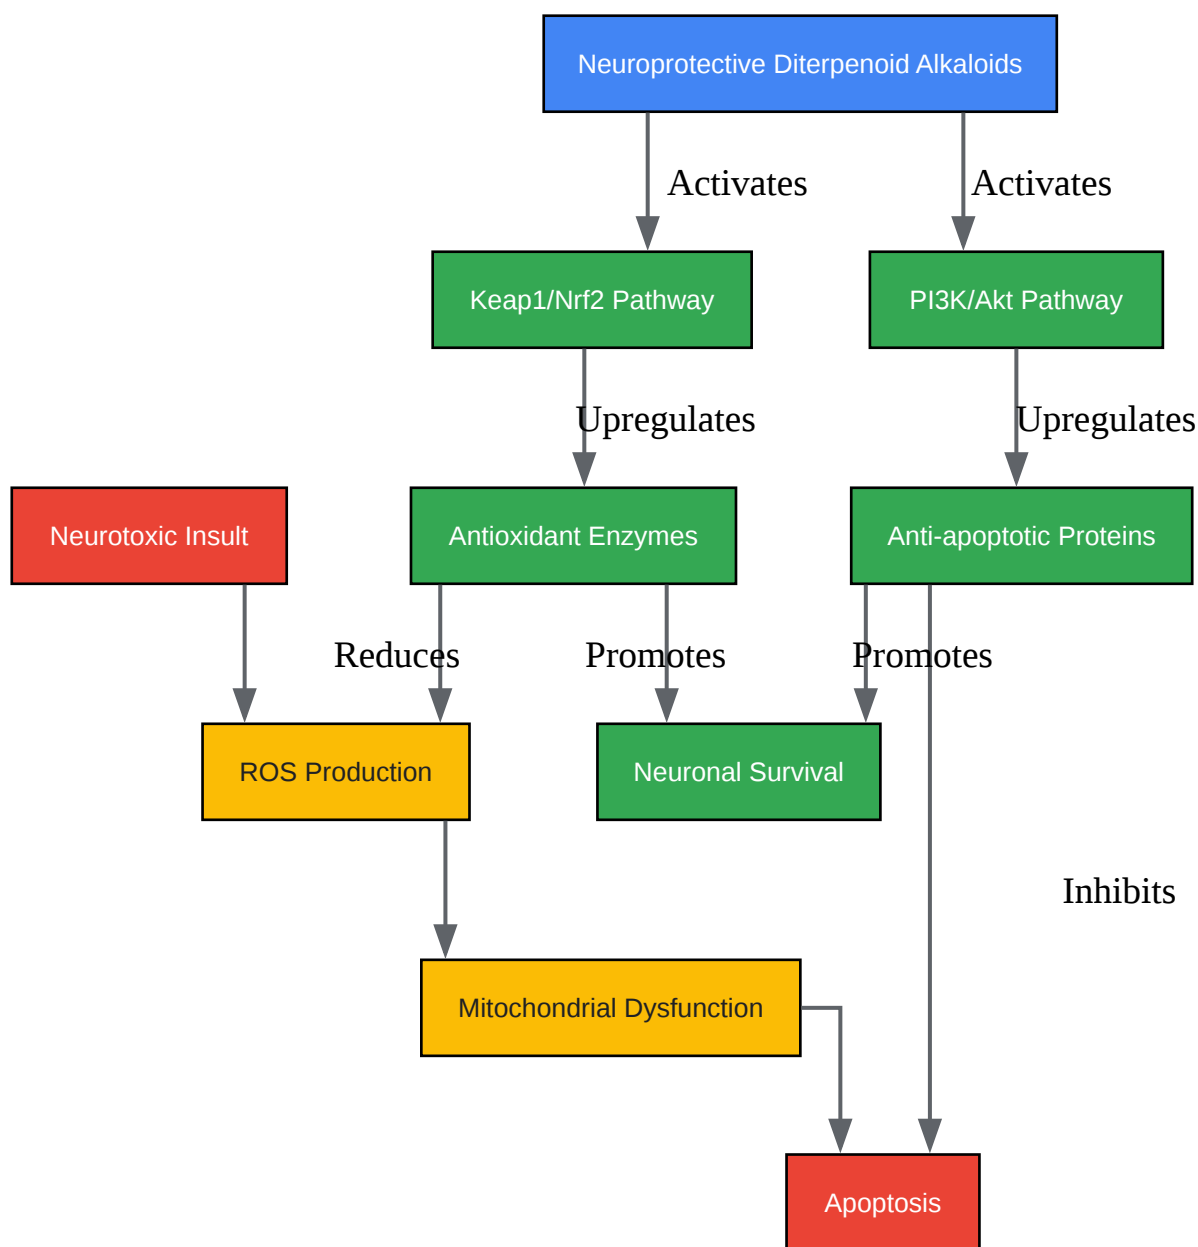 Neuroprotective Diterpenoid Alkaloids
Activates
Activates
Keap1/Nrf2 Pathway
PI3K/Akt Pathway
Upregulates
Upregulates
Neurotoxic Insult
Antioxidant Enzymes
Anti-apoptotic Proteins
Reduces
Promotes
Promotes
ROS Production
Neuronal Survival
Inhibits
Mitochondrial Dysfunction
Apoptosis